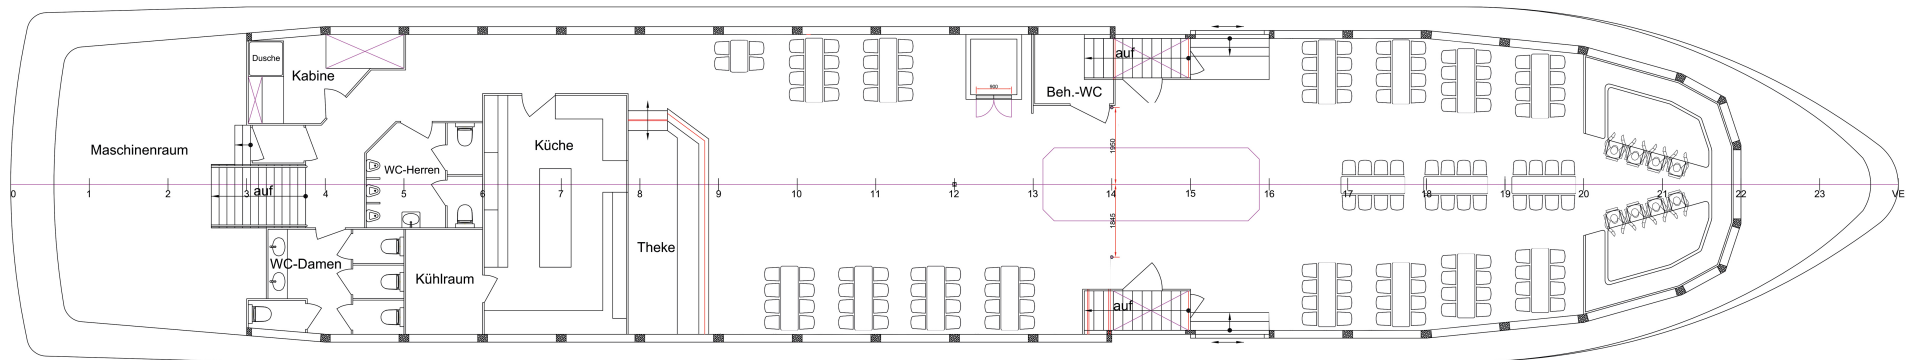 Dusche
Kabine
auf
800
Beh.-WC
Maschinenraum
Küche
WC-Herren
1950
auf
0 1 2 3 4 5 6 7 8 9 10 11 12 13 14 15 16 17 18 19 20 21 22 23 VE
1845
WC-Damen
Kühlraum
Theke
auf